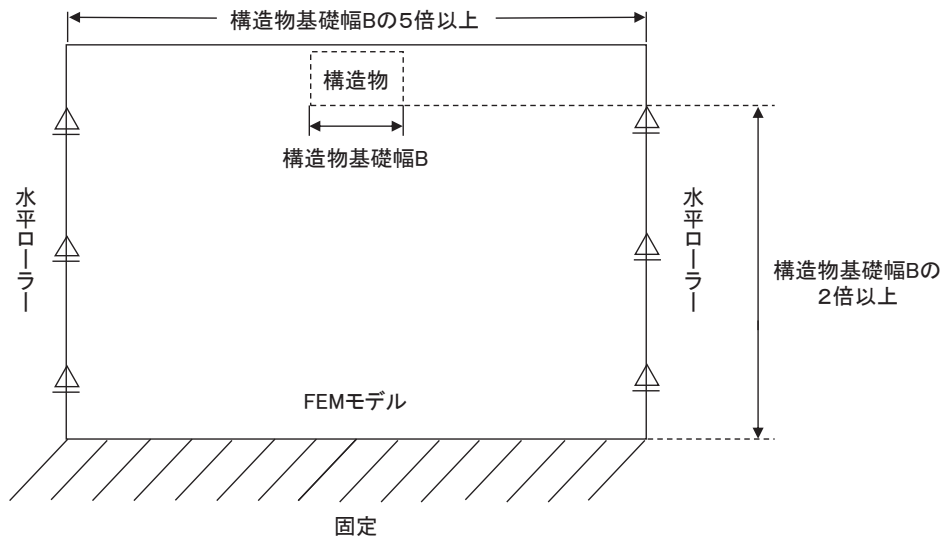 構造物基礎幅Bの5倍以上
構造物
構造物基礎幅B
水平ローラー
水平ローラー
構造物基礎幅Bの
2倍以上
FEMモデル
固定